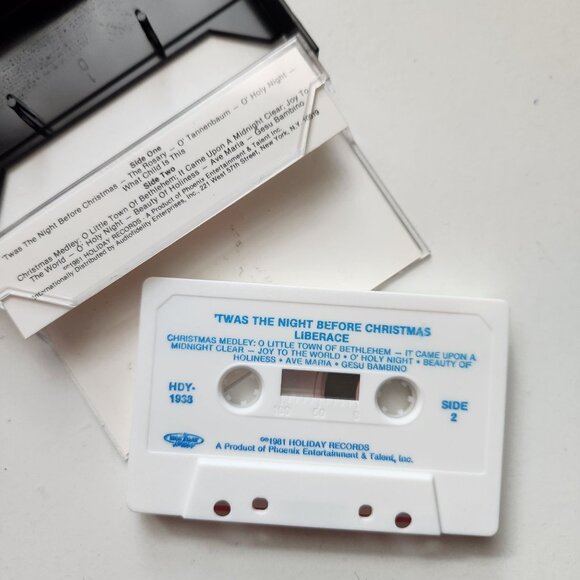 Side One
'Twas The Night Before Christmas – The Rosary – O' Tannenbaum – O' Holy Night –
What Child Is This
Side Two
Christmas Medley: O Little Town Of Bethlehem; It Came Upon A Midnight Clear; Joy To
The World – O' Holy Night – Beauty Of Holiness – Ave Maria – Gesu Bambino
©℗1981 HOLIDAY RECORDS. A Product of Phoenix Entertainment & Talent Inc.
Internationally Distributed by Audiofidelity Enterprises, Inc. 221 West 57th Street, New York, N.Y. 10019
'TWAS THE NIGHT BEFORE CHRISTMAS
LIBERACE
CHRISTMAS MEDLEY: O LITTLE TOWN OF BETHLEHEM – IT CAME UPON A
MIDNIGHT CLEAR – JOY TO THE WORLD • O' HOLY NIGHT • BEAUTY OF
HOLINESS • AVE MARIA • GESU BAMBINO
HDY-
1933
SIDE
2
100 50 0
©℗1981 HOLIDAY RECORDS
A Product of Phoenix Entertainment & Talent, Inc.